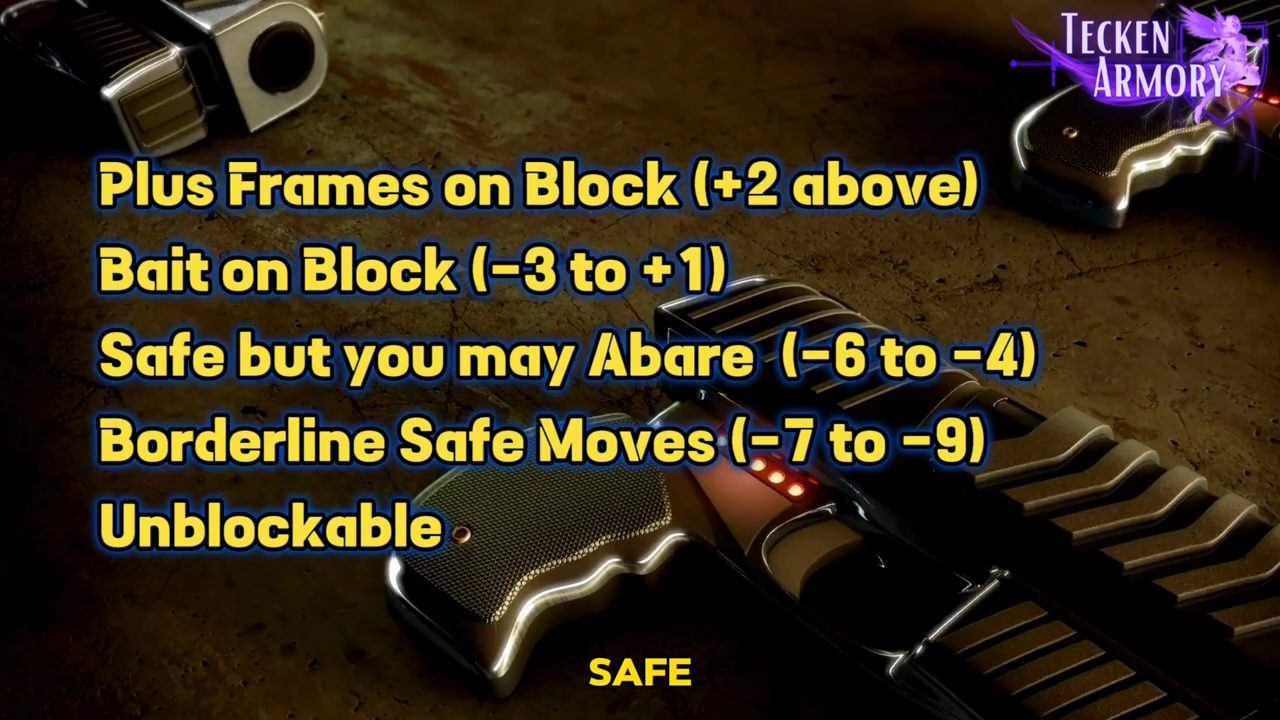 TECKEN
ARMORY
Plus Frames on Block (+2 above)
Bait on Block (-3 to +1)
Safe but you may Abare (-6 to -4)
Borderline Safe Moves (-7 to -9)
Unblockable
SAFE